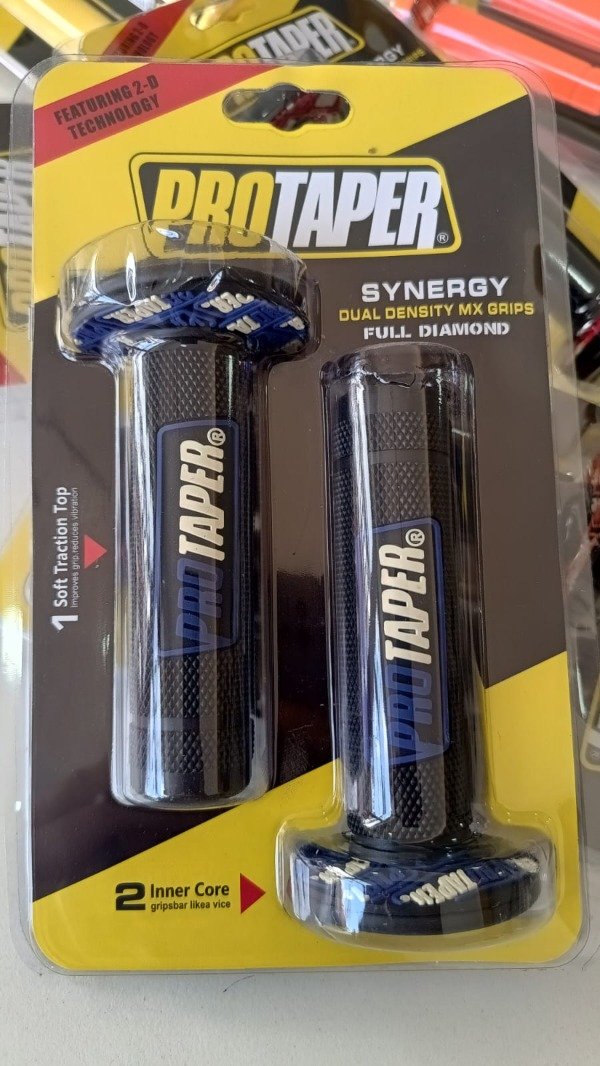 FEATURING 2-D
TECHNOLOGY
PROTAPER®
SYNERGY
DUAL DENSITY MX GRIPS
FULL DIAMOND
PROTAPER®
PROTAPER®
1 Soft Traction Top
Improves grip,reduces vibration
2 Inner Core
gripsbar likea vice
TAPER